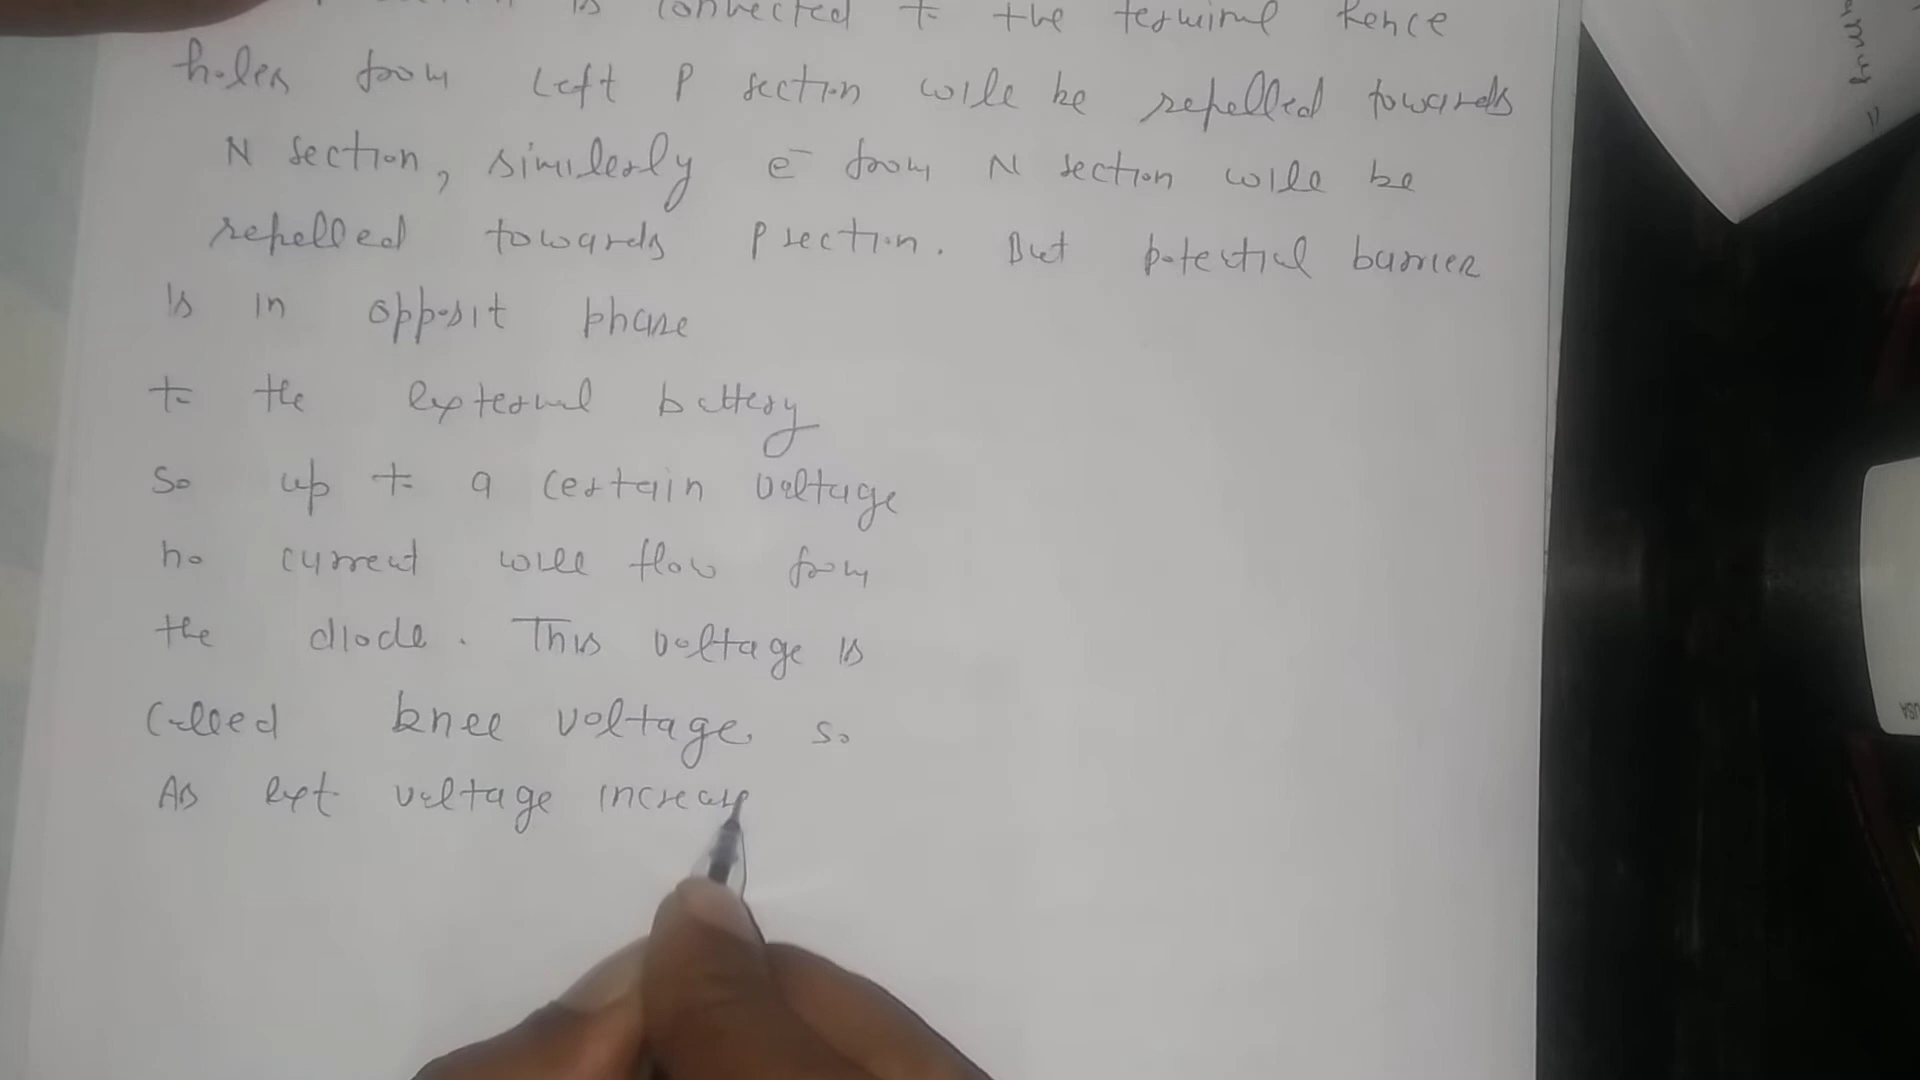 is connected to the terminal hence
holes from left P section will be repelled towards
N section, similerly e⁻ from N section will be
repelled towards P section. But potential barrier
is in opposit phase
to the external battery
so up to a certain voltage
no current will flow from
the diode. This voltage is
called knee voltage so
As ext voltage increase
USA